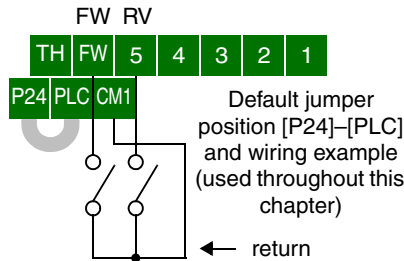 FW RV
TH FW 5 4 3 2 1
P24 PLC CM1
Default jumper
position [P24]–[PLC]
and wiring example
(used throughout this
chapter)
return